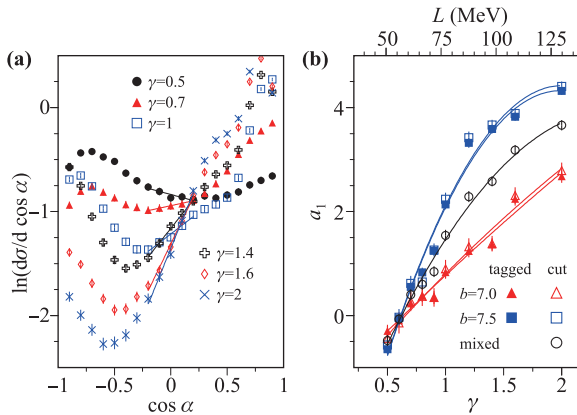 L (MeV)
50 75 100 125
(a)
(b)
γ=0.5
γ=0.7
γ=1
γ=1.4
γ=1.6
γ=2
0
−1
−2
ln(dσ/d cos α)
−1 −0.5 0 0.5 1
cos α
4
2
0
a₁
tagged cut
b=7.0
b=7.5
mixed
0.5 1 1.5 2
γ